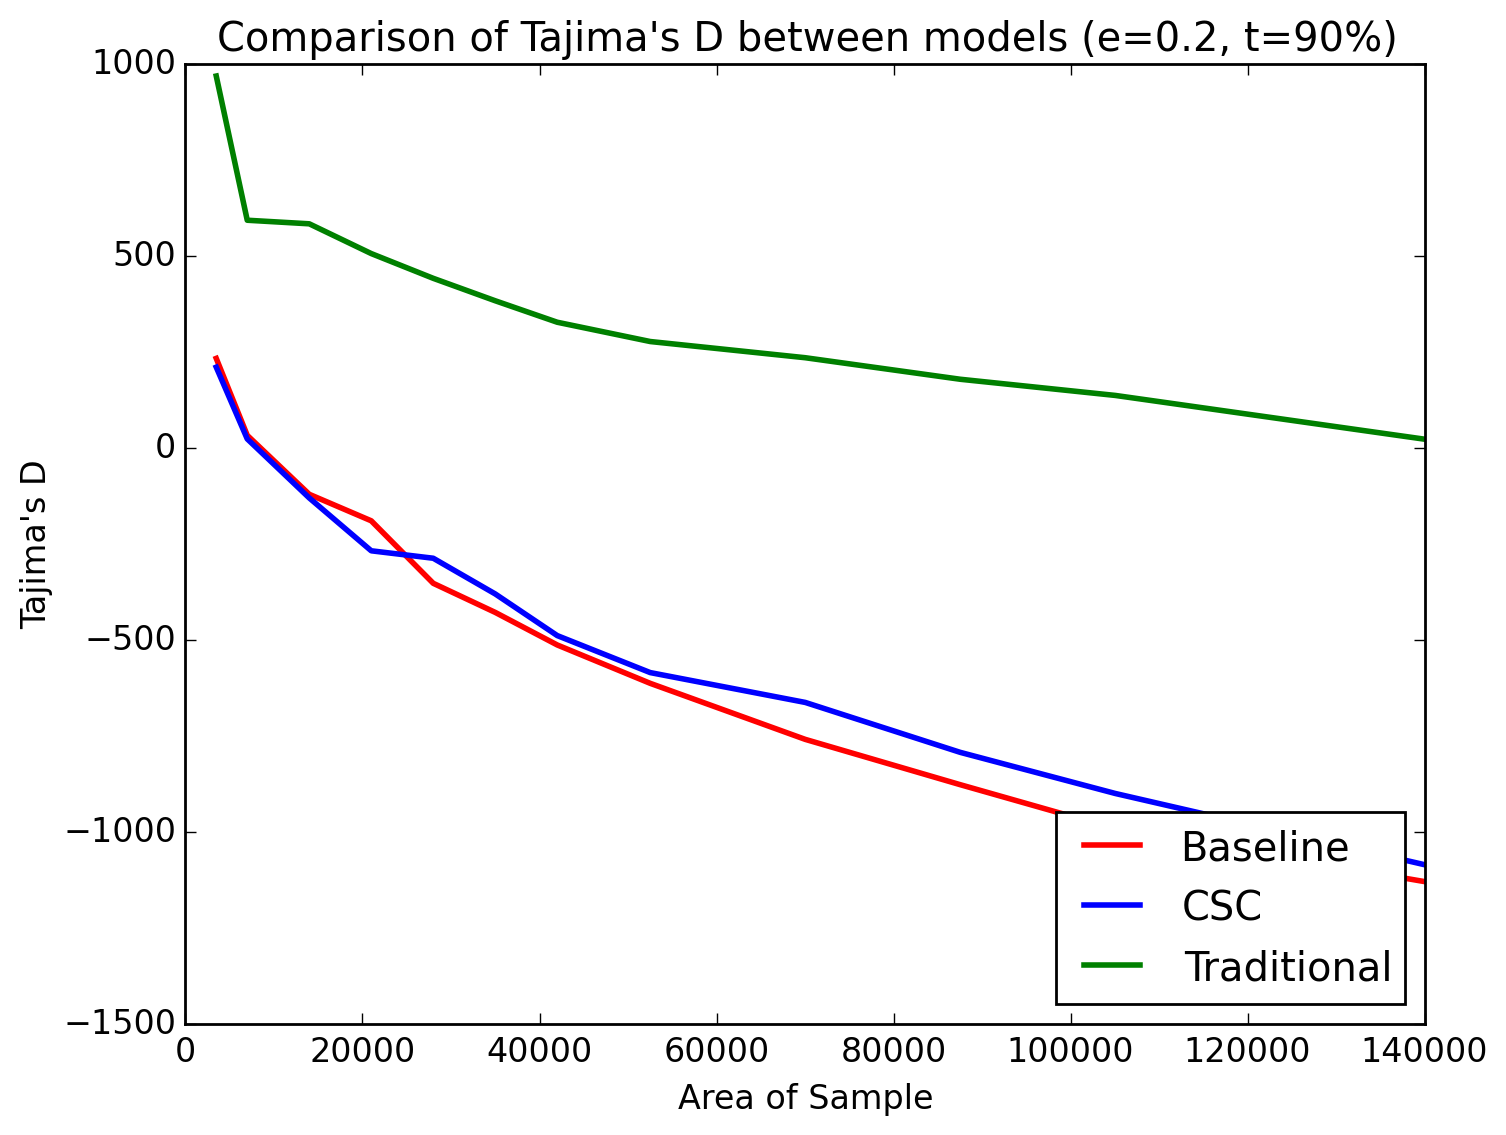 Comparison of Tajima's D between models (e=0.2, t=90%)
1000
500
0
−500
−1000
−1500
Tajima's D
Baseline
CSC
Traditional
0 20000 40000 60000 80000 100000 120000 140000
Area of Sample